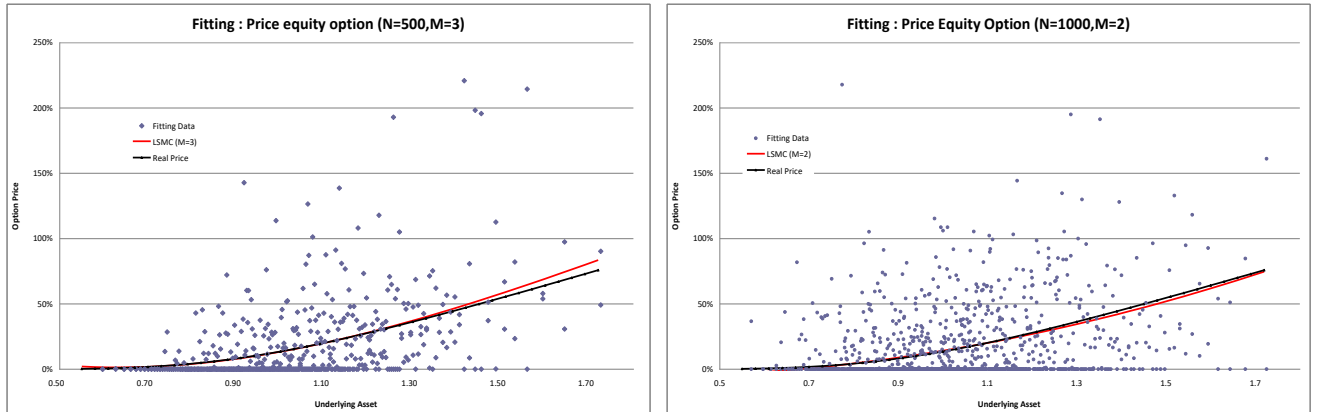 Fitting : Price equity option (N=500,M=3)
250%
200%
150%
100%
50%
0%
Option Price
Fitting Data
LSMC (M=3)
Real Price
0.50
0.70
0.90
1.10
1.30
1.50
1.70
Underlying Asset
Fitting : Price Equity Option (N=1000,M=2)
250%
200%
150%
100%
50%
0%
Option Price
Fitting Data
LSMC (M=2)
Real Price
0.5
0.7
0.9
1.1
1.3
1.5
1.7
Underlying Asset